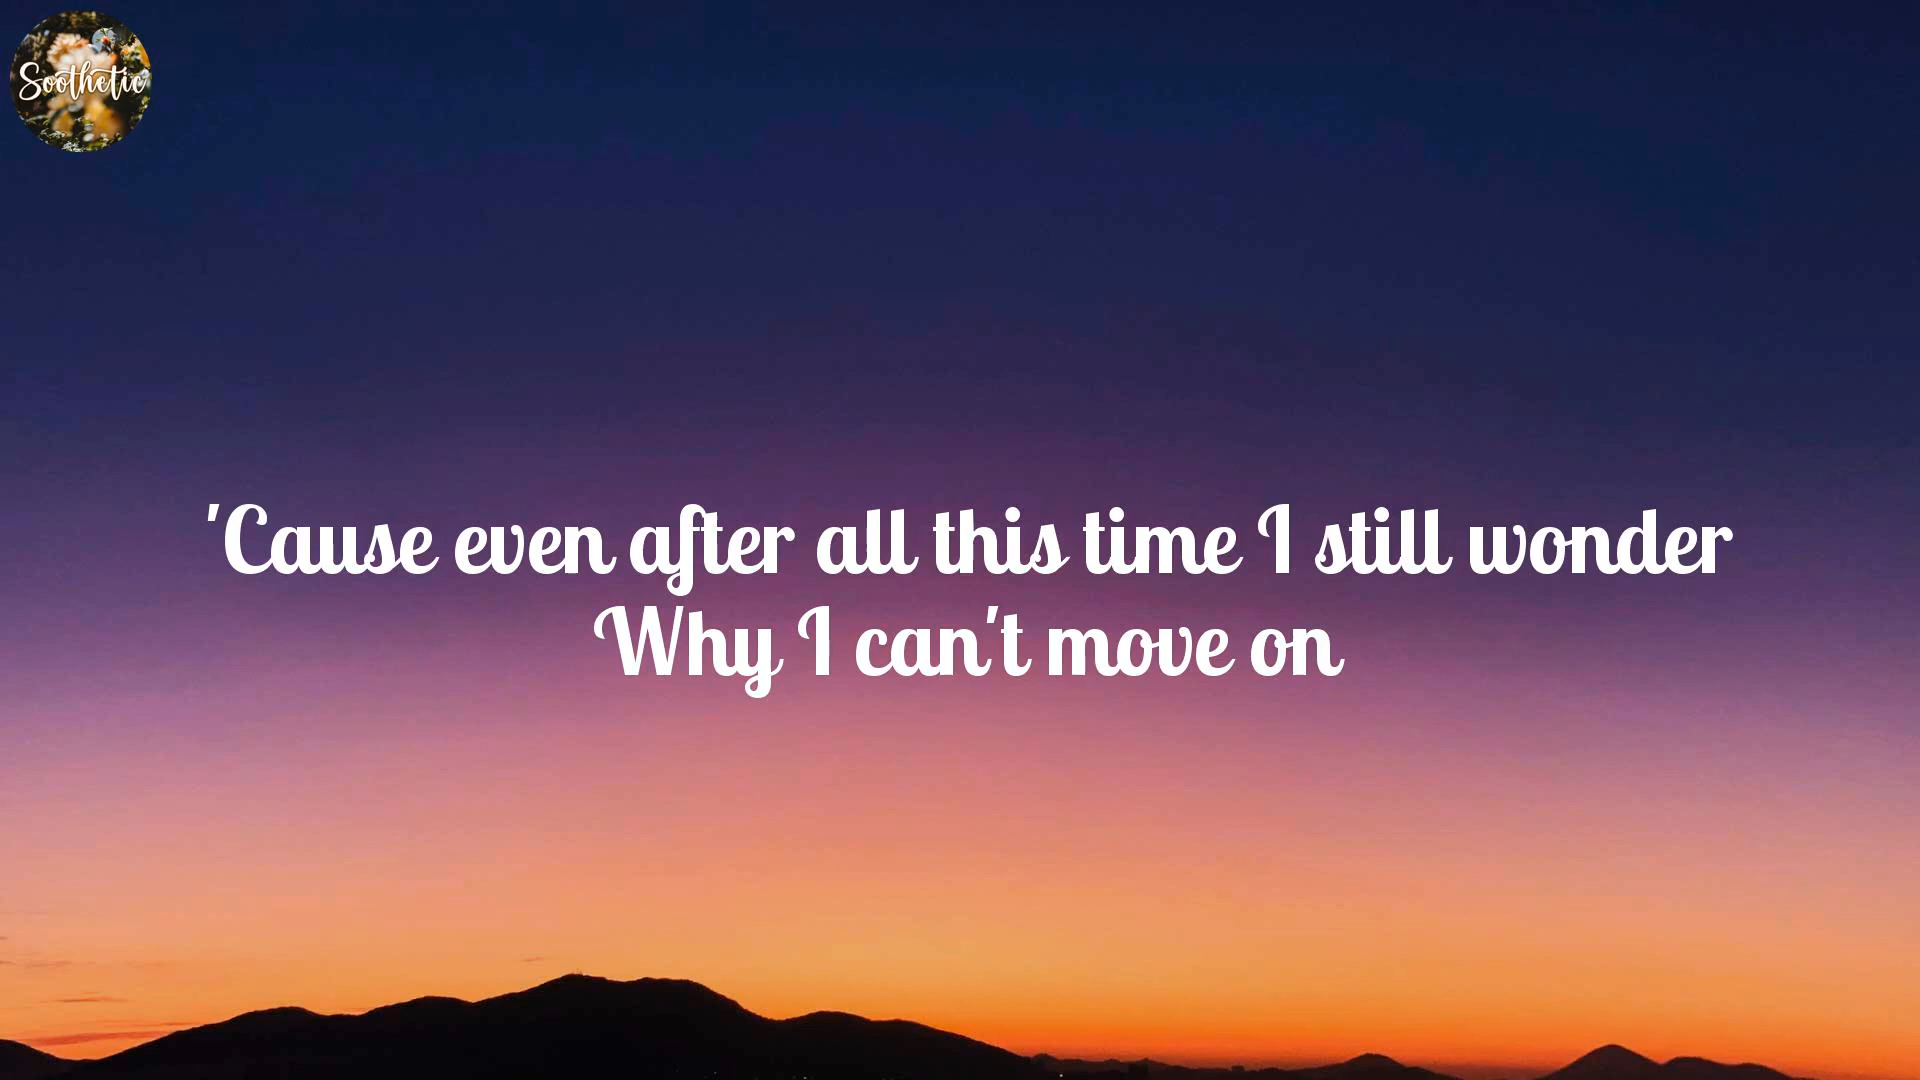 Soothetic
'Cause even after all this time I still wonder
Why I can't move on